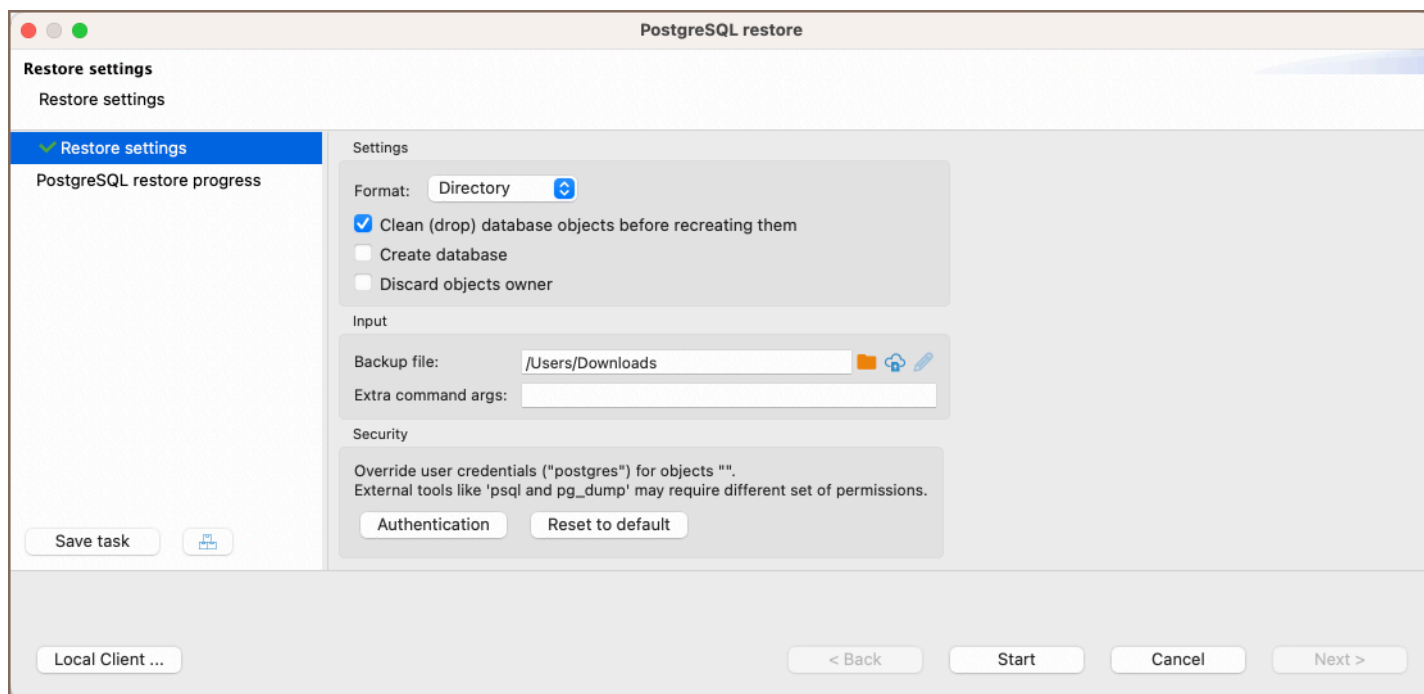 PostgreSQL restore
Restore settings
Restore settings
Restore settings
PostgreSQL restore progress
Settings
Format: Directory
Clean (drop) database objects before recreating them
Create database
Discard objects owner
Input
Backup file: /Users/Downloads
Extra command args:
Security
Override user credentials ("postgres") for objects "".
External tools like 'psql and pg_dump' may require different set of permissions.
Authentication Reset to default
Save task
Local Client ... < Back Start Cancel Next >